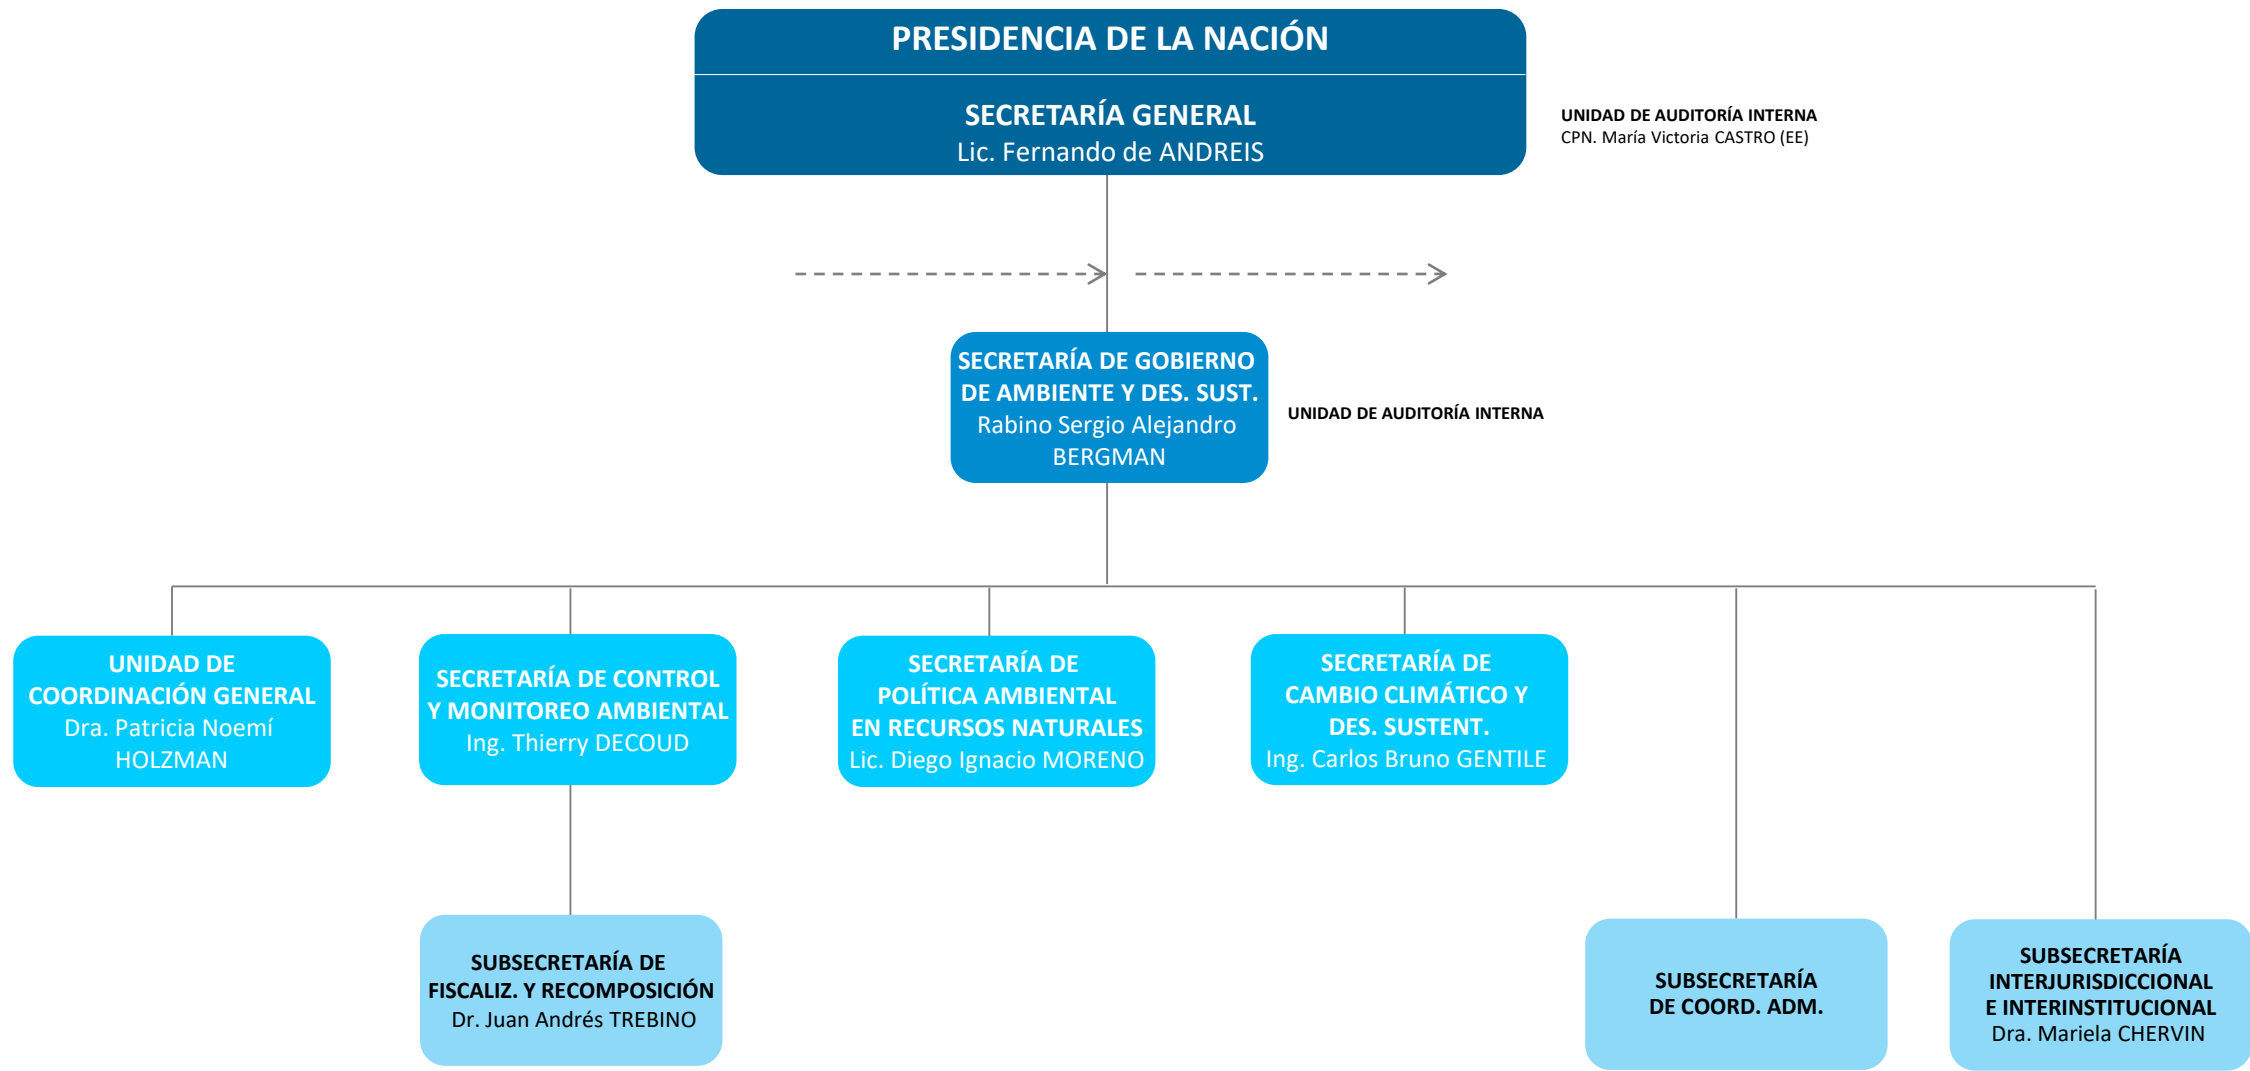 PRESIDENCIA DE LA NACIÓN
SECRETARÍA GENERAL
Lic. Fernando de ANDREIS
UNIDAD DE AUDITORÍA INTERNA
CPN. María Victoria CASTRO (EE)
SECRETARÍA DE GOBIERNO
DE AMBIENTE Y DES. SUST.
Rabino Sergio Alejandro
BERGMAN
UNIDAD DE AUDITORÍA INTERNA
UNIDAD DE
COORDINACIÓN GENERAL
Dra. Patricia Noemí
HOLZMAN
SECRETARÍA DE CONTROL
Y MONITOREO AMBIENTAL
Ing. Thierry DECOUD
SECRETARÍA DE
POLÍTICA AMBIENTAL
EN RECURSOS NATURALES
Lic. Diego Ignacio MORENO
SECRETARÍA DE
CAMBIO CLIMÁTICO Y
DES. SUSTENT.
Ing. Carlos Bruno GENTILE
SUBSECRETARÍA DE
FISCALIZ. Y RECOMPOSICIÓN
Dr. Juan Andrés TREBINO
SUBSECRETARÍA
DE COORD. ADM.
SUBSECRETARÍA
INTERJURISDICCIONAL
E INTERINSTITUCIONAL
Dra. Mariela CHERVIN